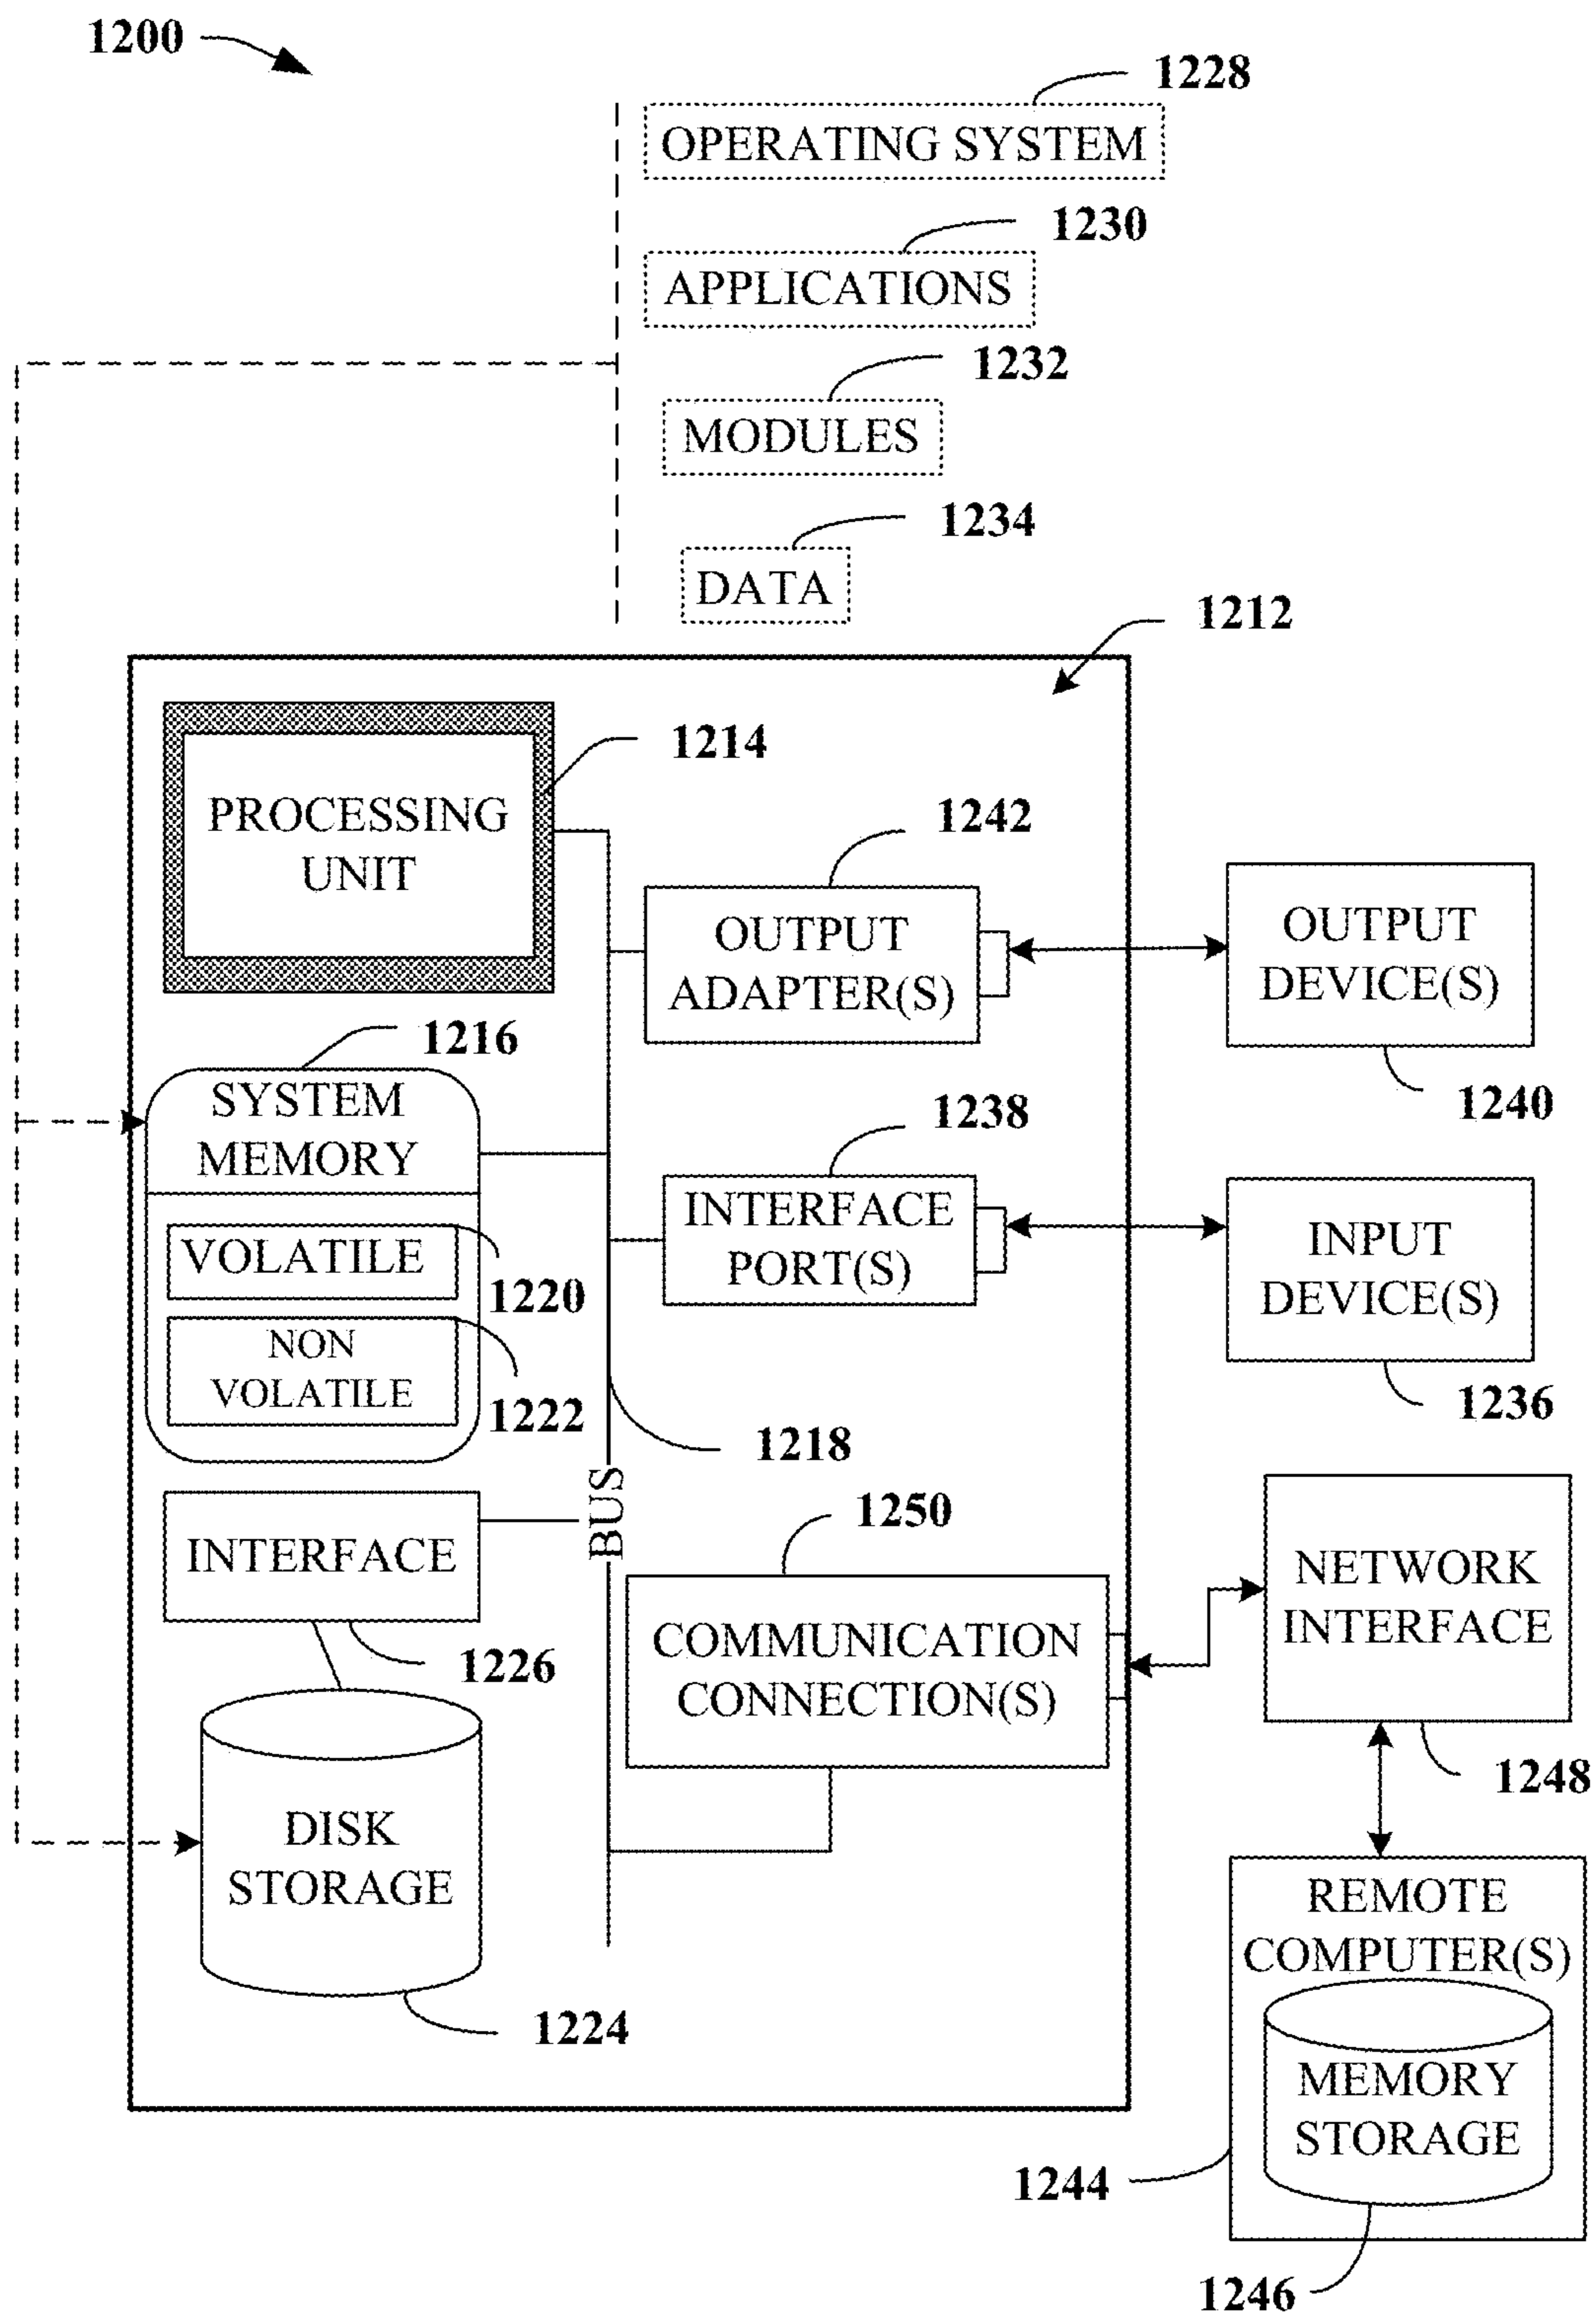 1200
1228
OPERATING SYSTEM
1230
APPLICATIONS
1232
MODULES
1234
DATA
1212
1214
PROCESSING
UNIT
1242
OUTPUT
ADAPTER(S)
OUTPUT
DEVICE(S)
1240
1216
SYSTEM
MEMORY
VOLATILE
1220
NON
VOLATILE
1222
1238
INTERFACE
PORT(S)
INPUT
DEVICE(S)
1236
1218
BUS
INTERFACE
1226
1250
COMMUNICATION
CONNECTION(S)
NETWORK
INTERFACE
1248
DISK
STORAGE
1224
REMOTE
COMPUTER(S)
MEMORY
STORAGE
1244
1246